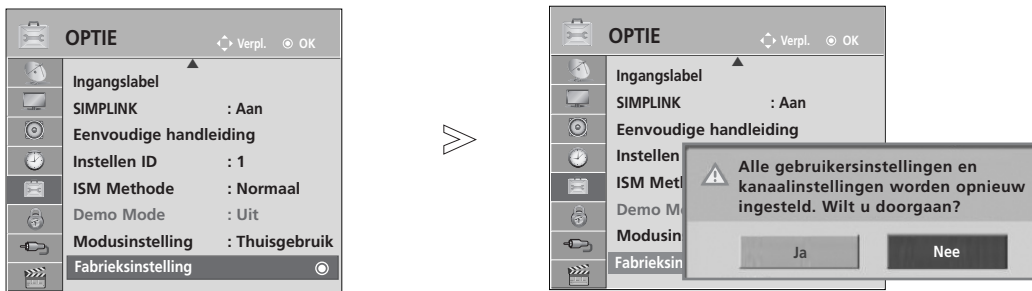 OPTIE
Verpl. OK
Ingangslabel
SIMPLINK : Aan
Eenvoudige handleiding
Instellen ID : 1
ISM Methode : Normaal
Demo Mode : Uit
Modusinstelling : Thuisgebruik
Fabrieksinstelling
OPTIE
Verpl. OK
Ingangslabel
SIMPLINK : Aan
Eenvoudige handleiding
Instellen
ISM Met
Demo M
Modusin
Fabrieksin
Alle gebruikersinstellingen en
kanaalinstellingen worden opnieuw
ingesteld. Wilt u doorgaan?
Ja Nee